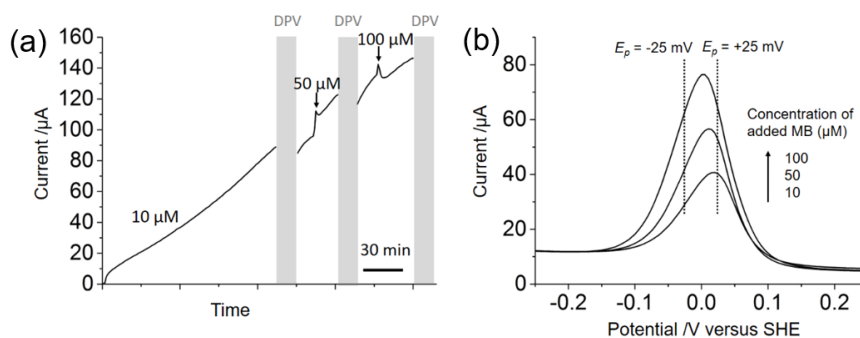 (a)
DPV DPV DPV
160
140
120
100
80
60
40
20
0
Current /µA
10 µM
50 µM
100 µM
30 min
Time
(b)
80
60
40
20
0
Current /µA
Ep = -25 mV Ep = +25 mV
Concentration of
added MB (µM)
100
50
10
-0.2 -0.1 0.0 0.1 0.2
Potential /V versus SHE